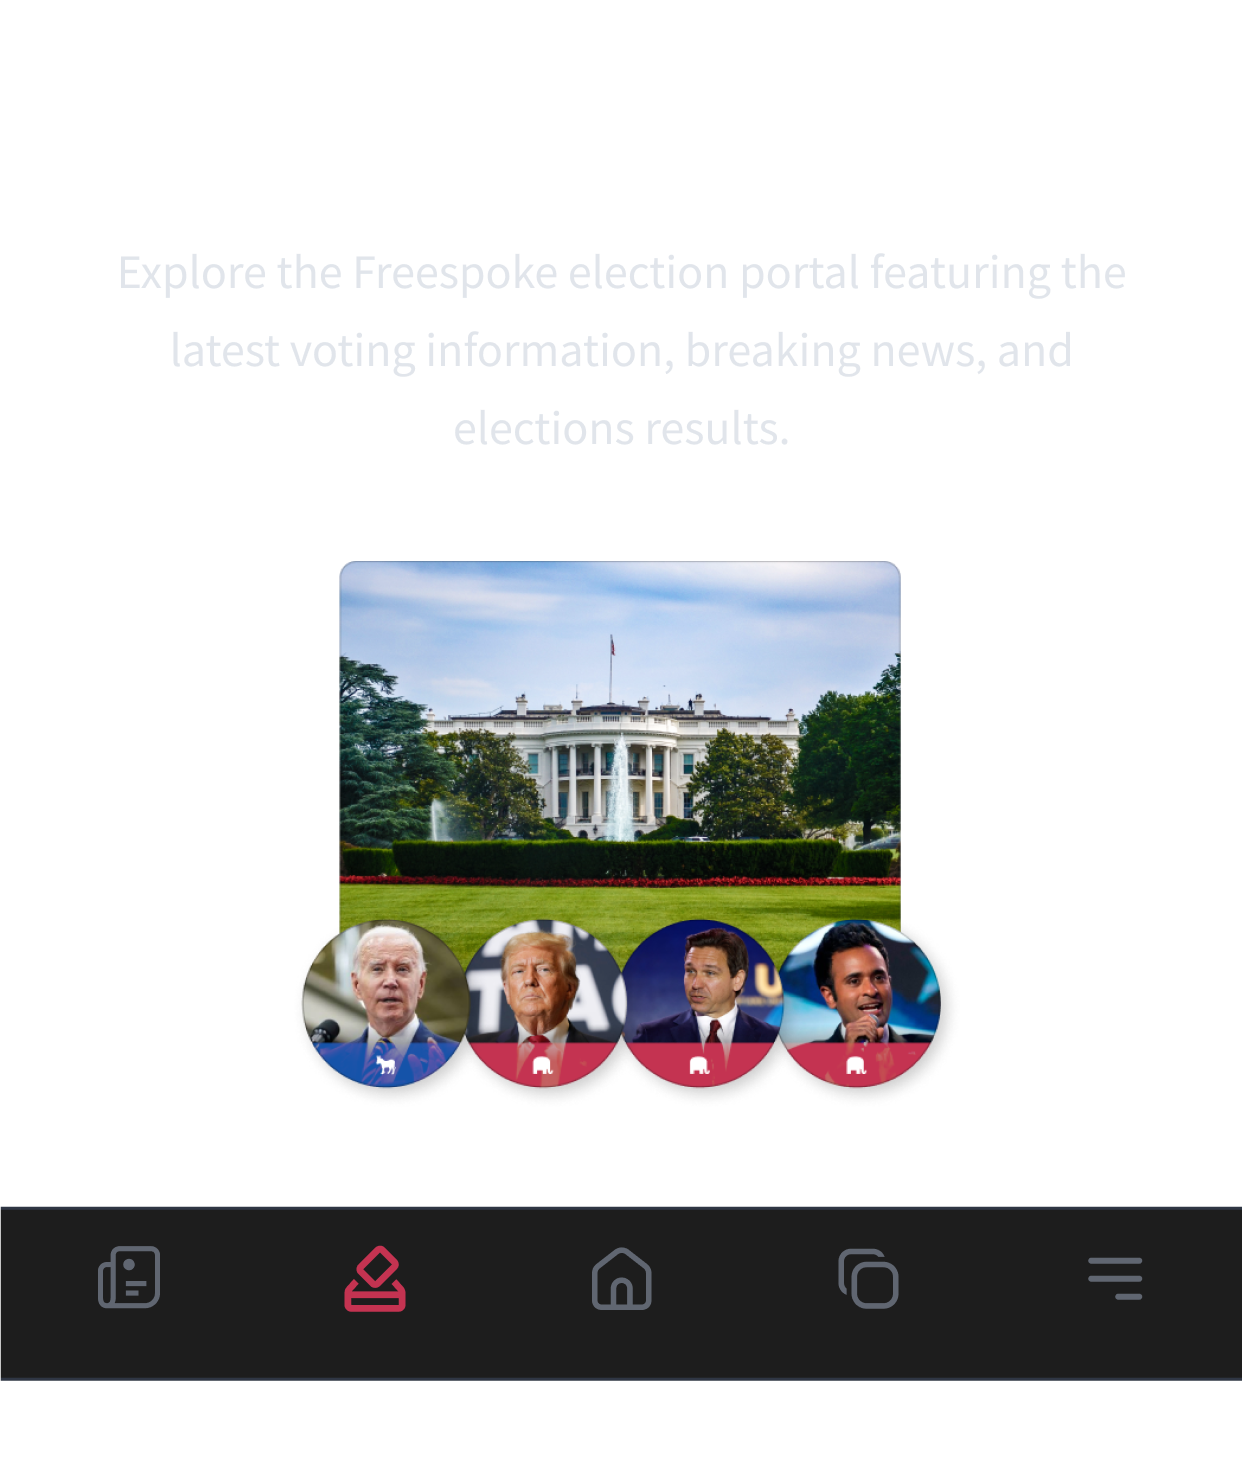 Explore the Freespoke election portal featuring the
latest voting information, breaking news, and
elections results.